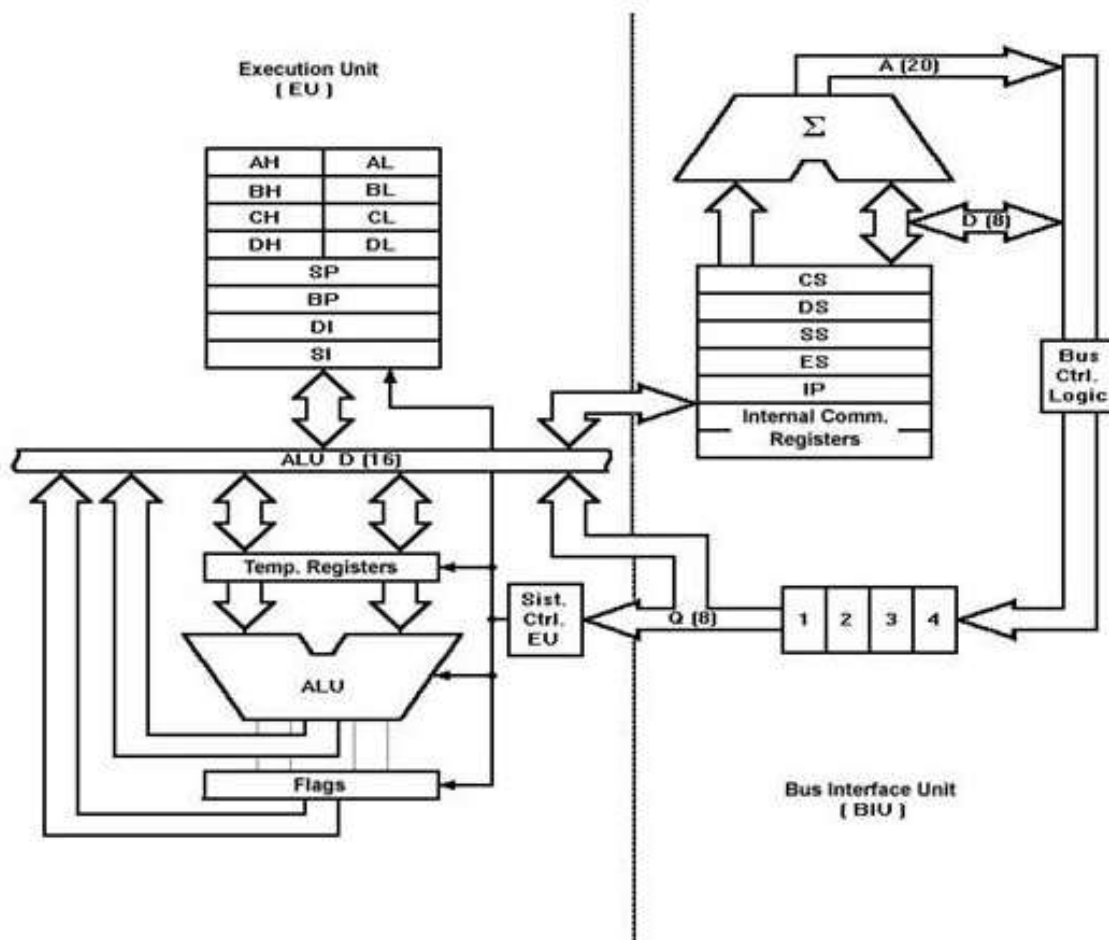 Execution Unit
( EU )
AH AL
BH BL
CH CL
DH DL
SP
BP
DI
SI
ALU D (16)
Temp. Registers
ALU
Flags
Sist.
Ctrl.
EU
A (20)
Σ
D (8)
CS
DS
SS
ES
IP
Internal Comm.
Registers
Bus
Ctrl.
Logic
Q (8)
1 2 3 4
Bus Interface Unit
( BIU )